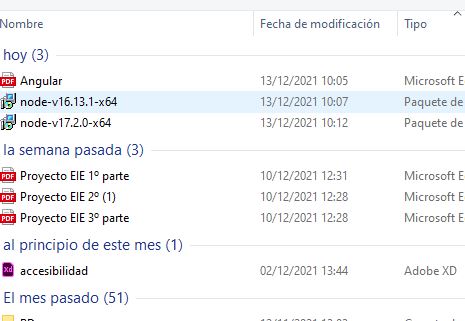 Nombre Fecha de modificación Tipo
hoy (3)
PDF Angular 13/12/2021 10:05 Microsoft E
node-v16.13.1-x64 13/12/2021 10:07 Paquete de
node-v17.2.0-x64 13/12/2021 10:12 Paquete de
la semana pasada (3)
PDF Proyecto EIE 1º parte 10/12/2021 12:31 Microsoft E
PDF Proyecto EIE 2º (1) 10/12/2021 12:28 Microsoft E
PDF Proyecto EIE 3º parte 10/12/2021 12:28 Microsoft E
al principio de este mes (1)
Xd accesibilidad 02/12/2021 13:44 Adobe XD
El mes pasado (51)